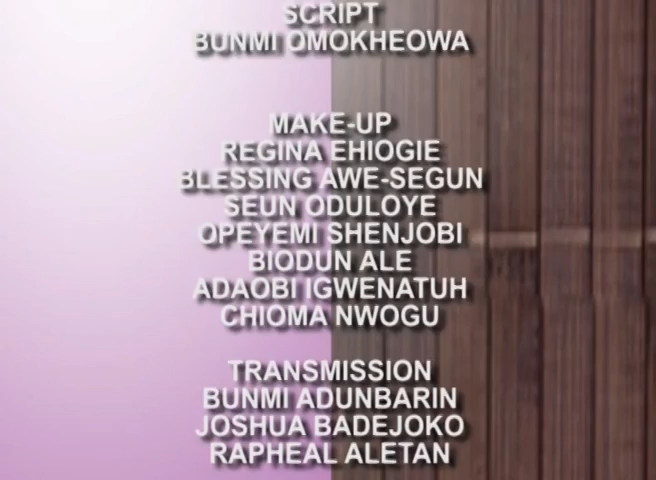 SCRIPT
BUNMI OMOKHEOWA
MAKE-UP
REGINA EHIOGIE
BLESSING AWE-SEGUN
SEUN ODULOYE
OPEYEMI SHENJOBI
BIODUN ALE
ADAOBI IGWENATUH
CHIOMA NWOGU
TRANSMISSION
BUNMI ADUNBARIN
JOSHUA BADEJOKO
RAPHEAL ALETAN